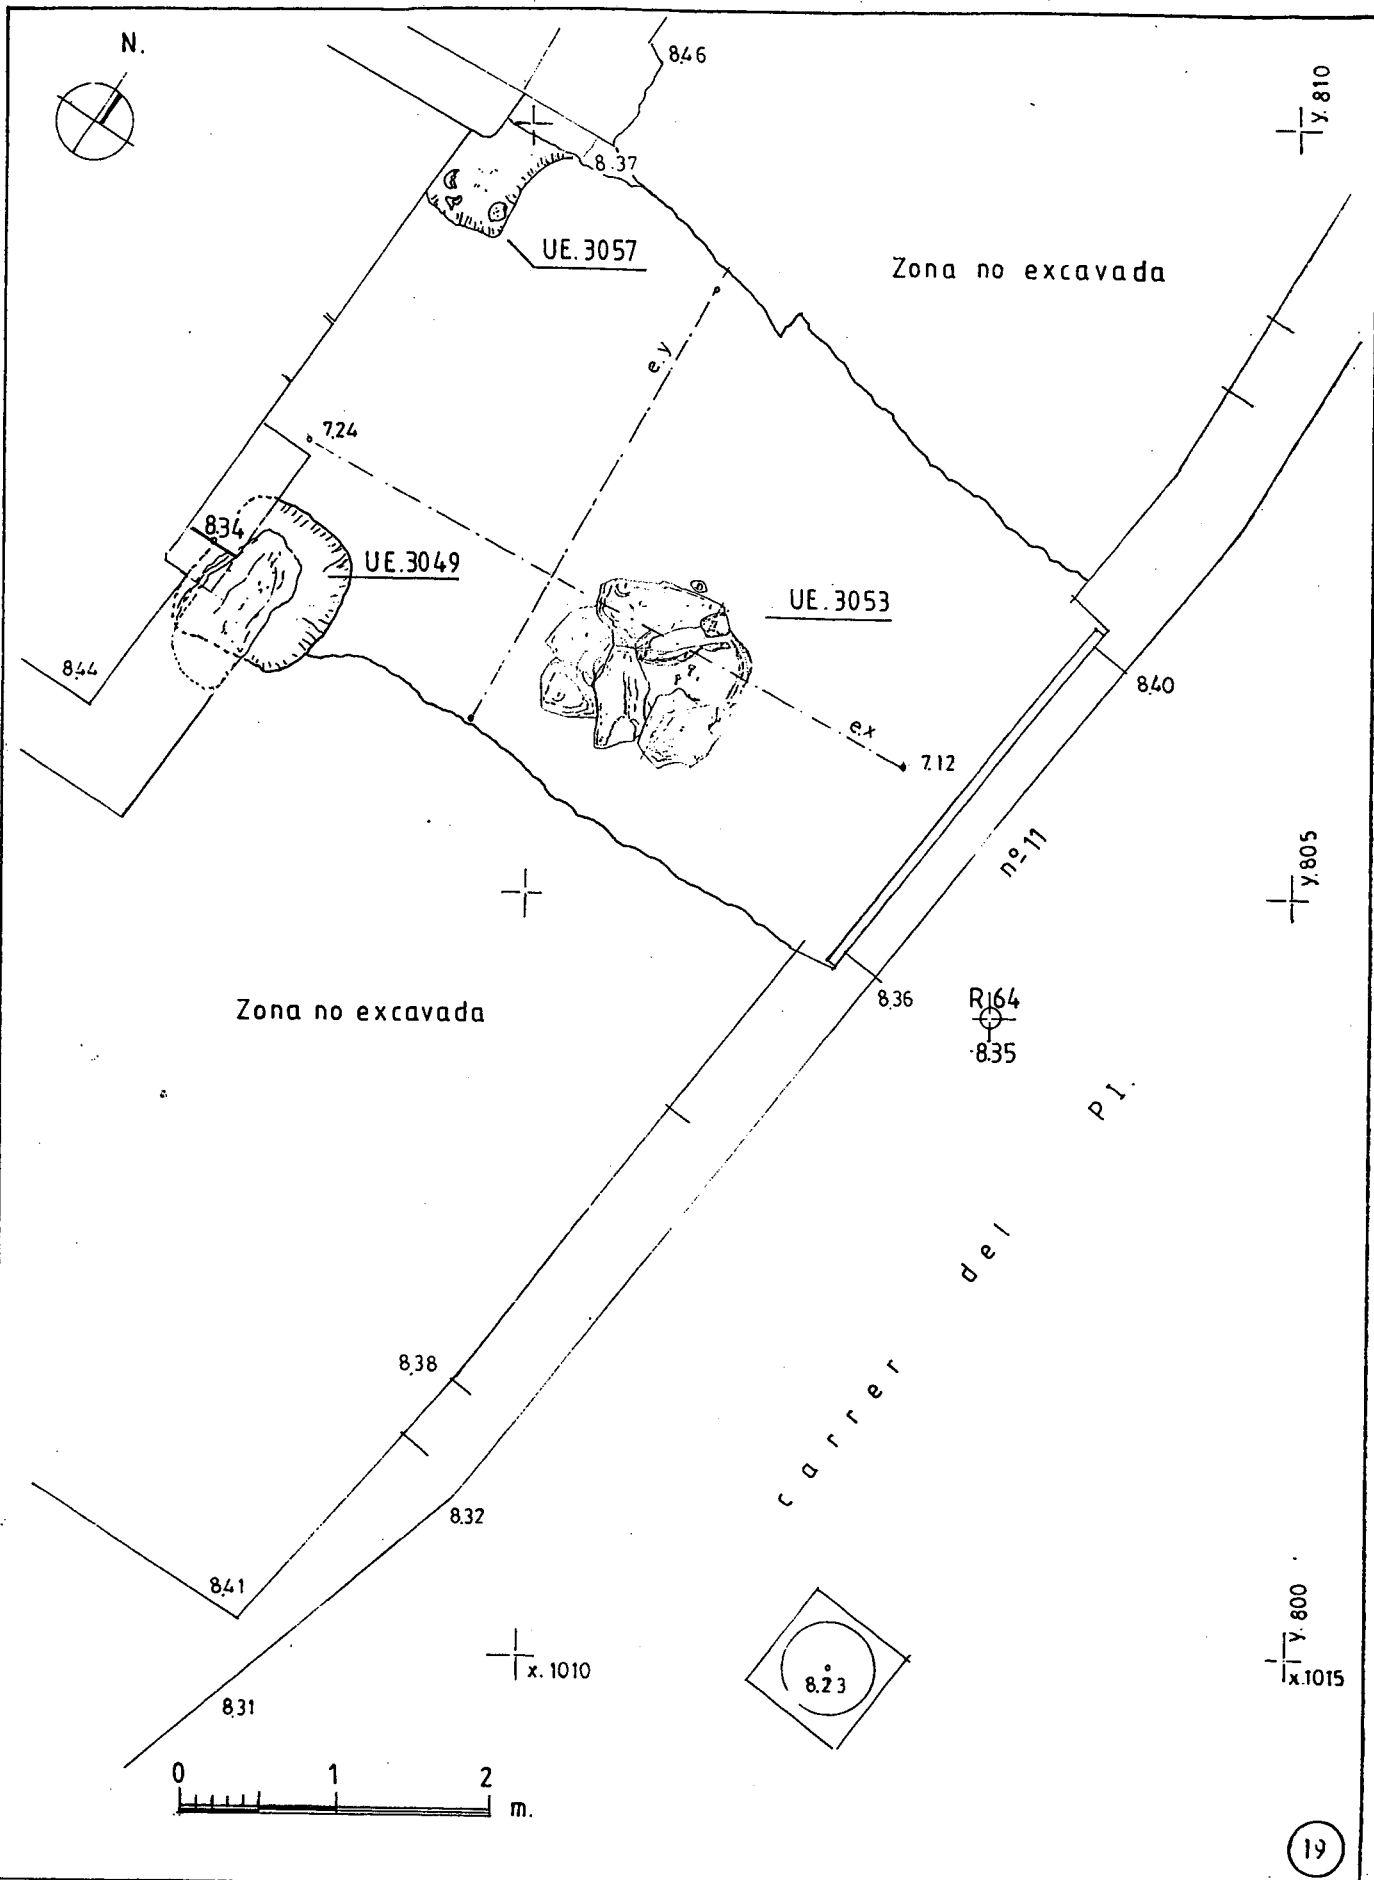 N.
8.46
y. 810
8.37
UE. 3057
Zona no excavada
e.y
7.24
8.34
UE. 3049
UE. 3053
8.44
8.40
e.x
7.12
nº 11
y. 805
8.36
R.164
8.35
Zona no excavada
carrer del PI.
8.38
8.32
8.41
y. 800
x. 1010
8.23
x. 1015
8.31
0 1 2
m.
19